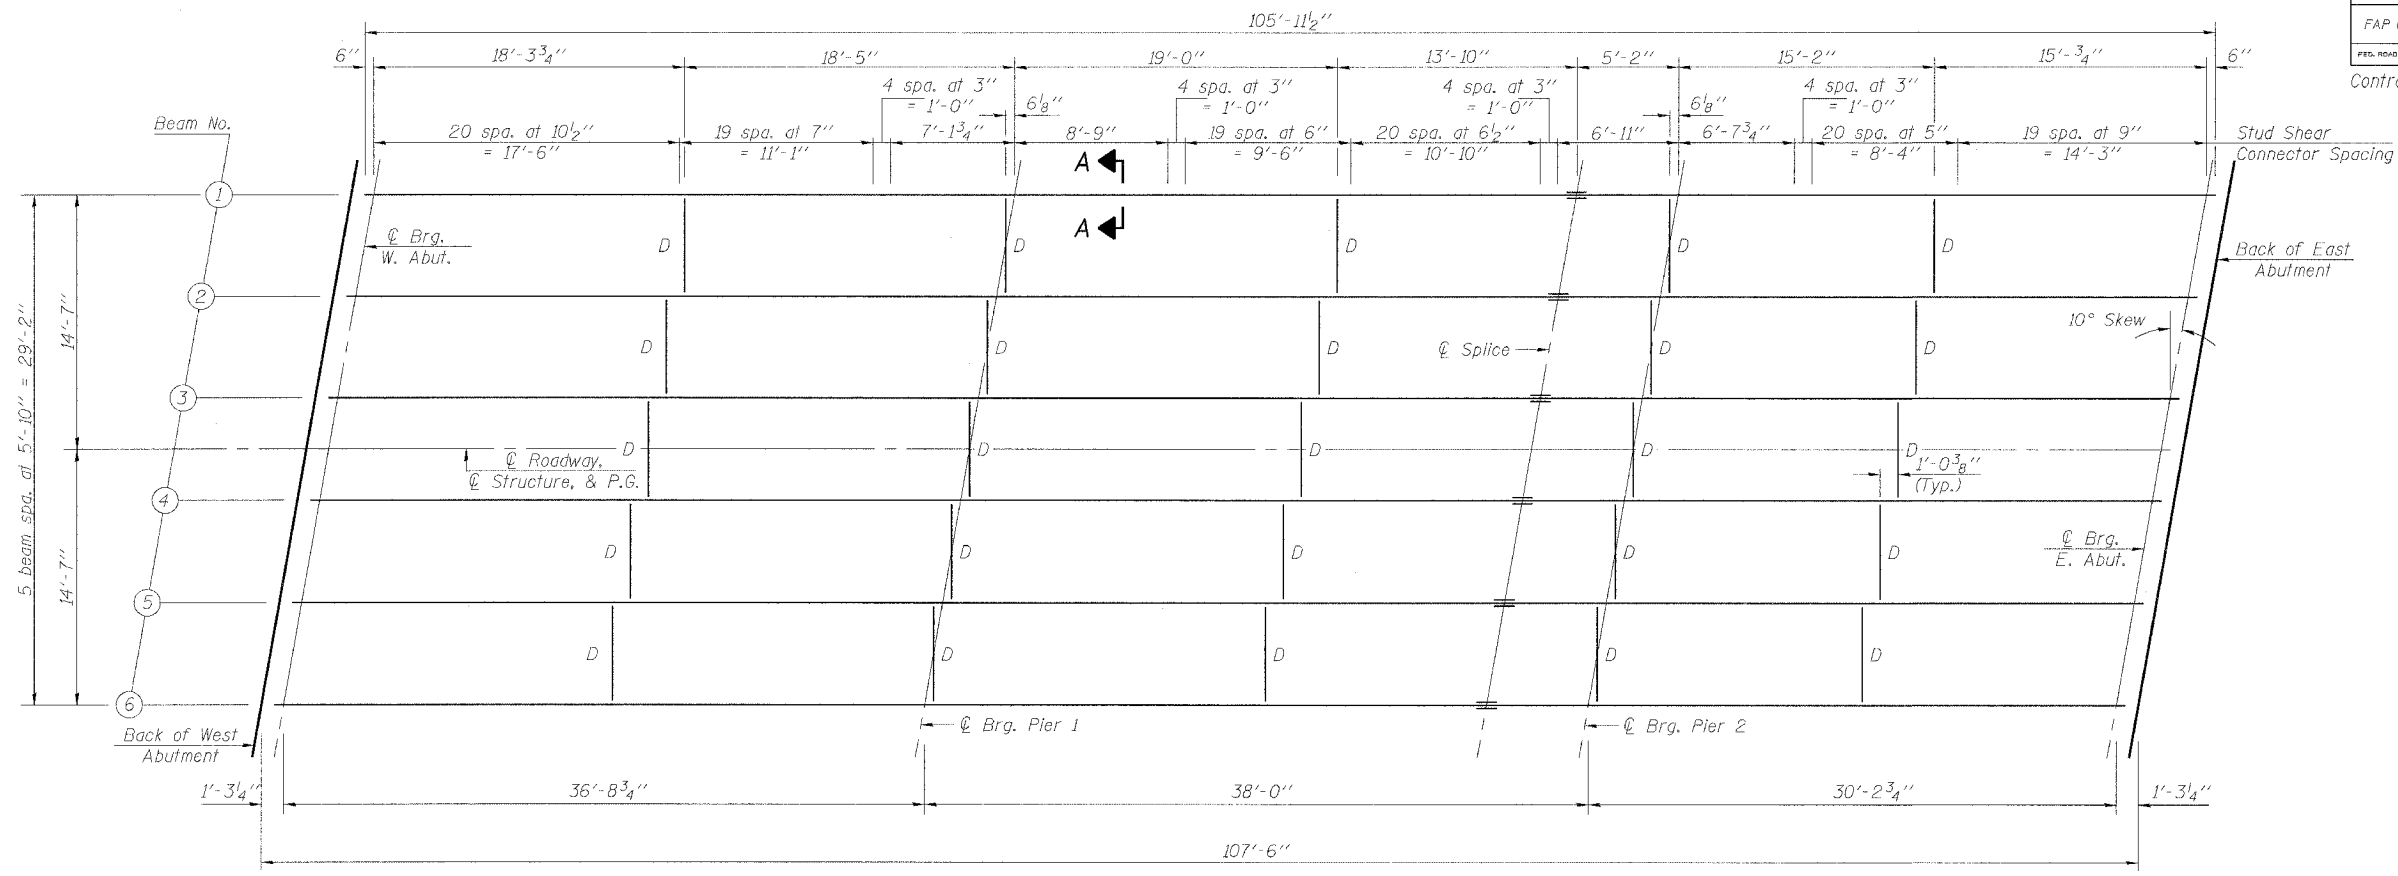 105'-11½"
FAP
FED. ROAD
Contr
6" 18'-3¾" 18'-5" 19'-0" 13'-10" 5'-2" 15'-2" 15'-¾" 6"
4 spa. at 3" = 1'-0"
4 spa. at 3" = 1'-0"
4 spa. at 3" = 1'-0"
4 spa. at 3" = 1'-0"
6⅛"
6⅛"
Beam No.
20 spa. at 10½" = 17'-6"
19 spa. at 7" = 11'-1"
7'-1¾"
8'-9"
19 spa. at 6" = 9'-6"
20 spa. at 6½" = 10'-10"
6'-11"
6'-7¾"
20 spa. at 5" = 8'-4"
19 spa. at 9" = 14'-3"
Stud Shear
Connector Spacing
A
A
1
℄ Brg.
W. Abut.
D D D D D
Back of East
Abutment
2
10° Skew
D D D D D
℄ Splice
3
5 beam spa. at 5'-10" = 29'-2"
14'-7"
14'-7"
D D D D D
℄ Roadway,
℄ Structure, & P.G.
1'-0⅜"
(Typ.)
4
D D D D D
℄ Brg.
E. Abut.
5
D D D D D
6
℄ Brg. Pier 1
℄ Brg. Pier 2
Back of West
Abutment
1'-3¼" 36'-8¾" 38'-0" 30'-2¾" 1'-3¼"
107'-6"